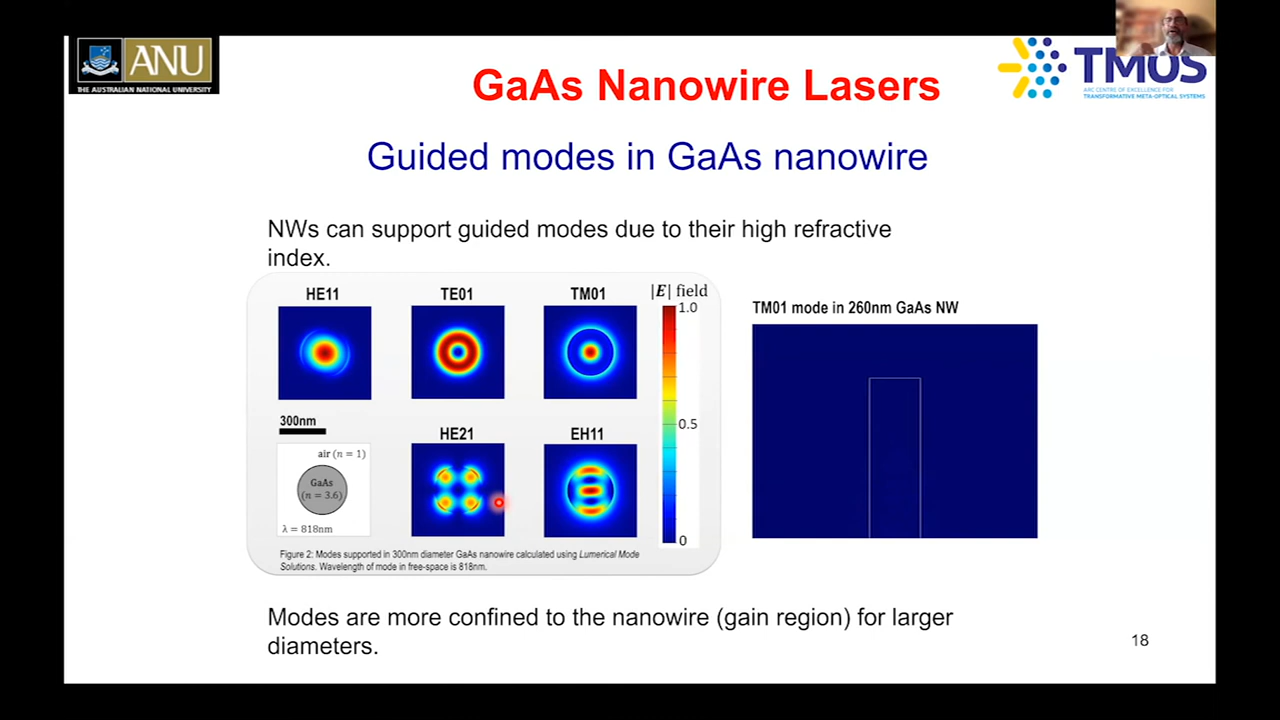 ANU
THE AUSTRALIAN NATIONAL UNIVERSITY
GaAs Nanowire Lasers
TMOS
ARC CENTRE OF EXCELLENCE FOR
TRANSFORMATIVE META-OPTICAL SYSTEMS
Guided modes in GaAs nanowire
NWs can support guided modes due to their high refractive
index.
HE11
TE01
TM01
|E| field
1.0
0.5
0
300nm
HE21
EH11
air (n = 1)
GaAs
(n = 3.6)
λ = 818nm
Figure 2: Modes supported in 300nm diameter GaAs nanowire calculated using Lumerical Mode
Solutions. Wavelength of mode in free-space is 818nm.
TM01 mode in 260nm GaAs NW
Modes are more confined to the nanowire (gain region) for larger
diameters.
18